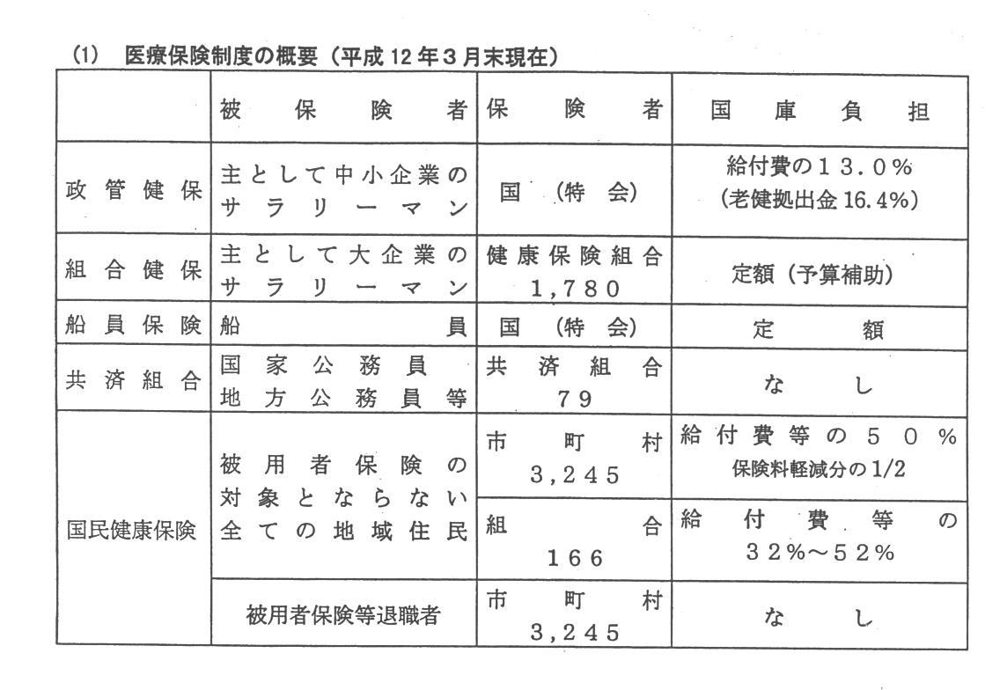 (1) 医療保険制度の概要（平成12年3月末現在）
被保険者 保険者 国庫負担
政管健保
主として中小企業の
サラリーマン
国（特会）
給付費の13.0％
(老健拠出金16.4%)
組合健保
主として大企業の
サラリーマン
健康保険組合
1,780
定額（予算補助）
船員保険
船員
国（特会）
定額
共済組合
国家公務員
地方公務員等
共済組合
79
なし
国民健康保険
被用者保険の
対象とならない
全ての地域住民
市町村
3,245
給付費等の50％
保険料軽減分の1/2
組合
166
給付費等の
32％～52％
被用者保険等退職者
市町村
3,245
なし